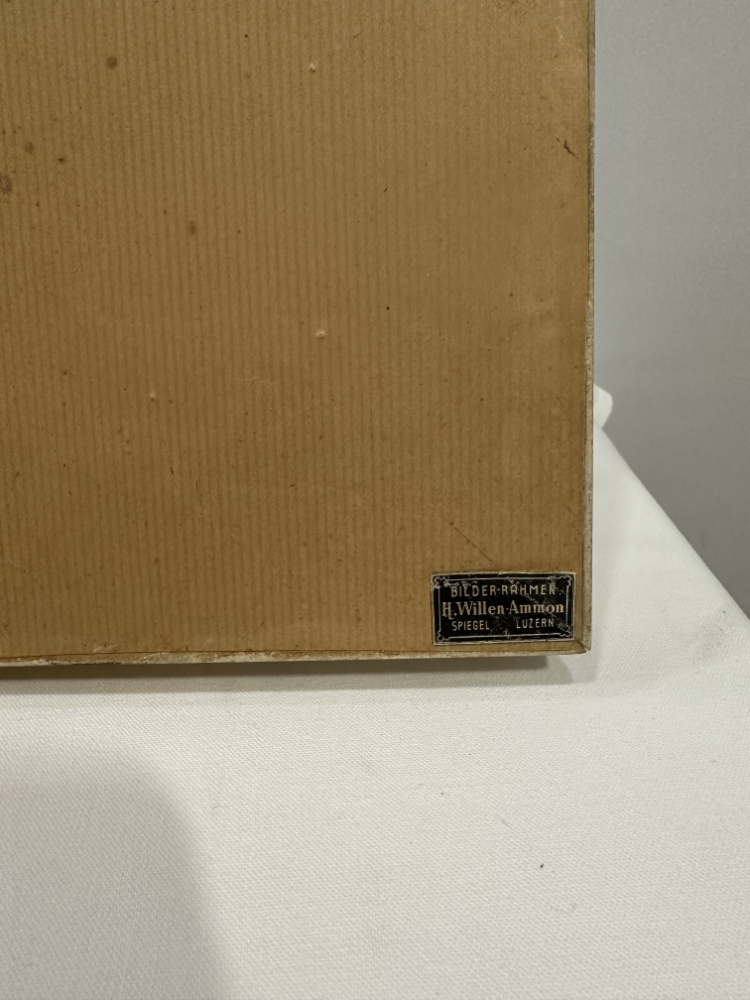 BILDER-RAHMEN
H. Willen-Ammon
SPIEGEL LUZERN